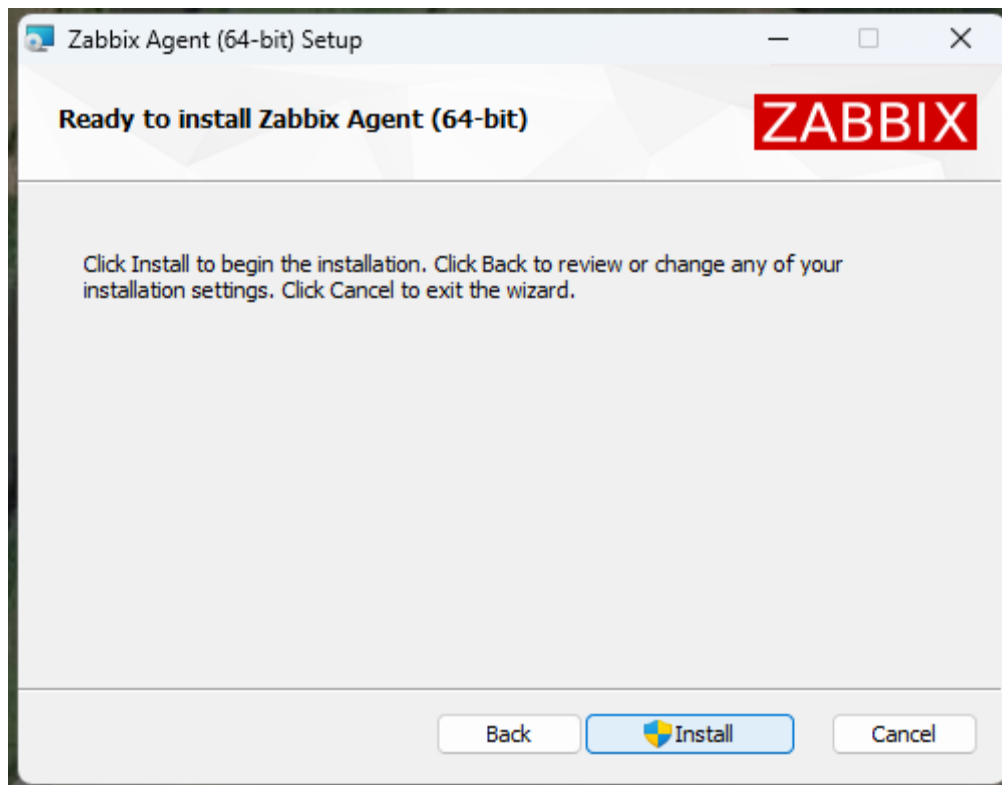 Zabbix Agent (64-bit) Setup
Ready to install Zabbix Agent (64-bit)
ZABBIX
Click Install to begin the installation. Click Back to review or change any of your
installation settings. Click Cancel to exit the wizard.
Back
Install
Cancel